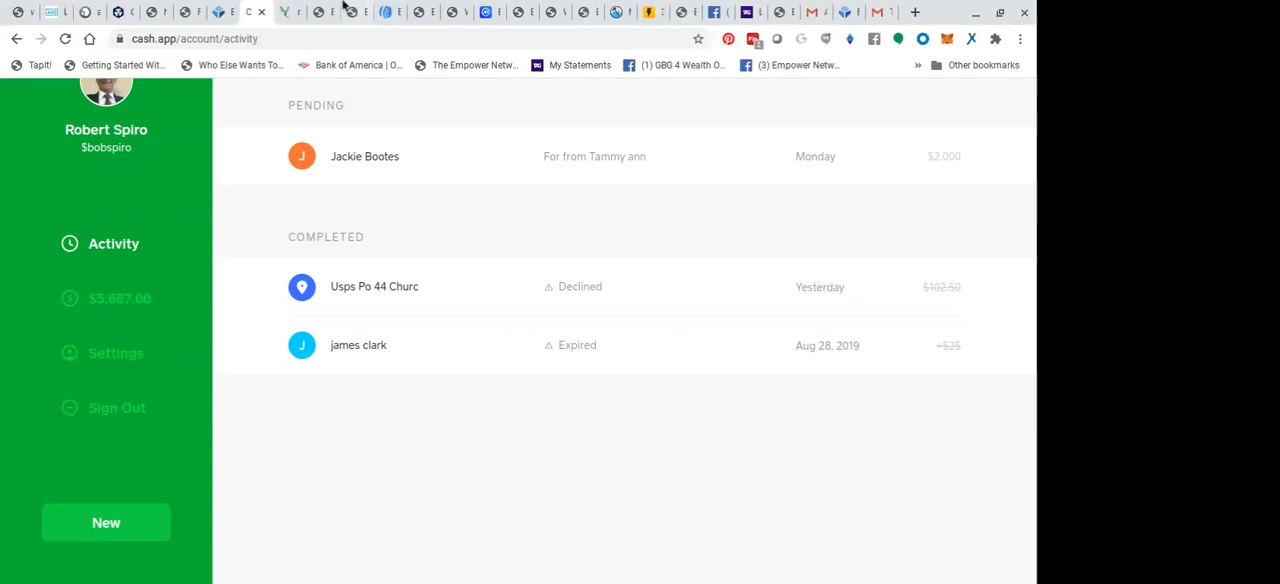 cash.app/account/activity
TapIt!
Getting Started Wit...
Who Else Wants To...
Bank of America | O...
The Empower Netw...
My Statements
(1) GBG 4 Wealth O...
(3) Empower Netw...
»
Other bookmarks
Robert Spiro
$bobspiro
Activity
$5,687.00
Settings
Sign Out
New
PENDING
Jackie Bootes For from Tammy ann Monday $2,000
COMPLETED
Usps Po 44 Churc Declined Yesterday $102.50
james clark Expired Aug 28, 2019 +$25